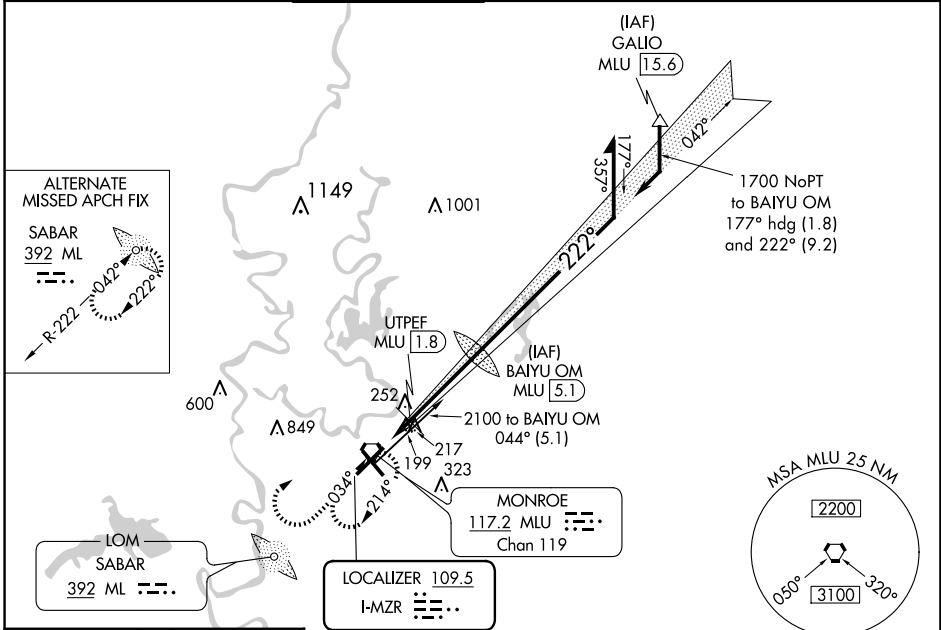 (IAF)
GALIO
MLU 15.6
042°
177°
357°
1700 NoPT
to BAIYU OM
177° hdg (1.8)
and 222° (9.2)
222°
ALTERNATE
MISSED APCH FIX
SABAR
392 ML
042°
222°
R-222
1149
1001
UTPEF
MLU 1.8
(IAF)
BAIYU OM
MLU 5.1
600
252
849
2100 to BAIYU OM
044° (5.1)
217
199
323
034°
214°
MONROE
117.2 MLU
Chan 119
LOM
SABAR
392 ML
LOCALIZER 109.5
I-MZR
MSA MLU 25 NM
2200
050°
320°
3100